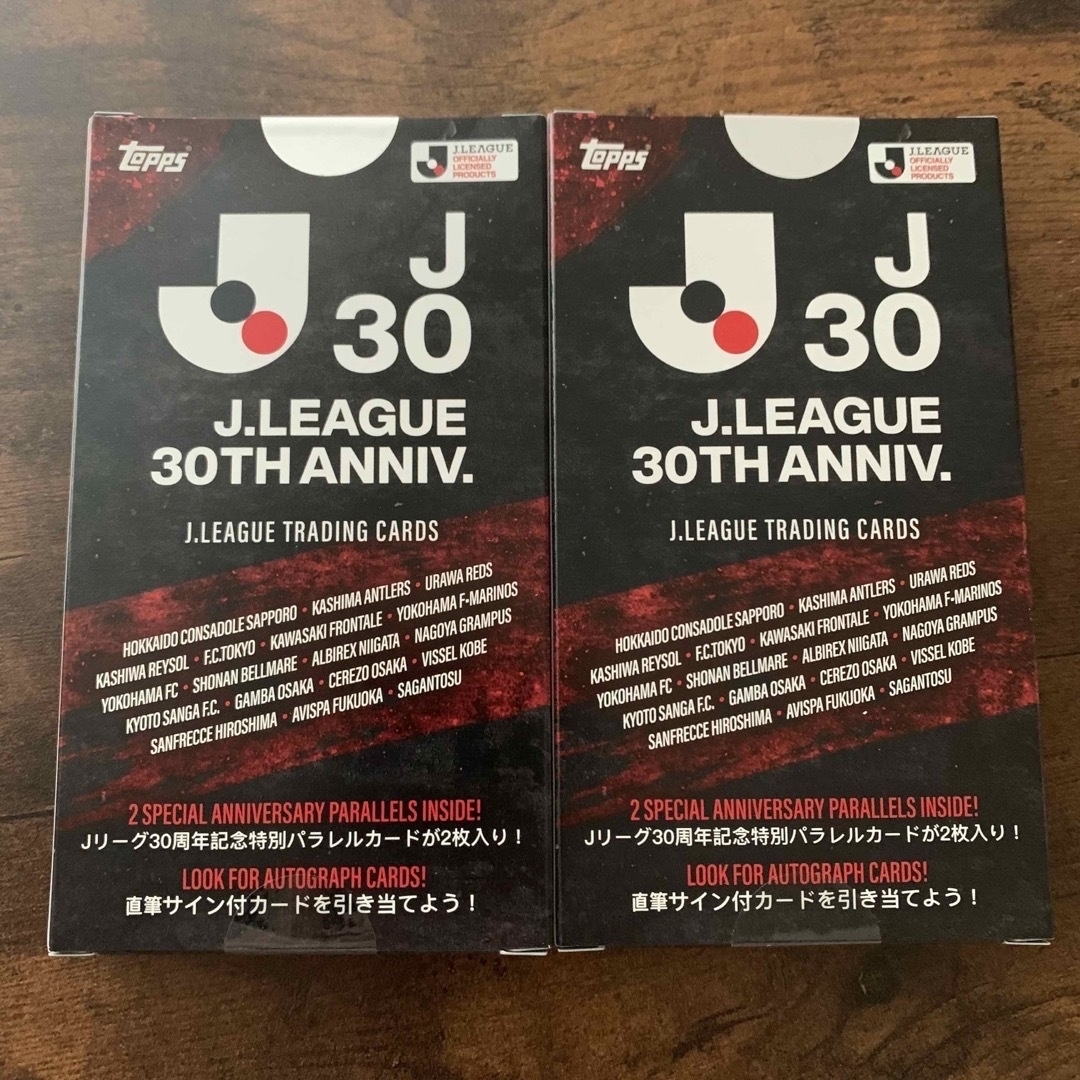 topps
J.LEAGUE
OFFICIALLY
LICENSED
PRODUCTS
J
30
J.LEAGUE
30TH ANNIV.
J.LEAGUE TRADING CARDS
HOKKAIDO CONSADOLE SAPPORO • KASHIMA ANTLERS • URAWA REDS
KASHIWA REYSOL • F.C.TOKYO • KAWASAKI FRONTALE • YOKOHAMA F•MARINOS
YOKOHAMA FC • SHONAN BELLMARE • ALBIREX NIIGATA • NAGOYA GRAMPUS
KYOTO SANGA F.C. • GAMBA OSAKA • CEREZO OSAKA • VISSEL KOBE
SANFRECCE HIROSHIMA • AVISPA FUKUOKA • SAGANTOSU
2 SPECIAL ANNIVERSARY PARALLELS INSIDE!
Jリーグ30周年記念特別パラレルカードが2枚入り！
LOOK FOR AUTOGRAPH CARDS!
直筆サイン付カードを引き当てよう！
topps
J.LEAGUE
OFFICIALLY
LICENSED
PRODUCTS
J
30
J.LEAGUE
30TH ANNIV.
J.LEAGUE TRADING CARDS
HOKKAIDO CONSADOLE SAPPORO • KASHIMA ANTLERS • URAWA REDS
KASHIWA REYSOL • F.C.TOKYO • KAWASAKI FRONTALE • YOKOHAMA F•MARINOS
YOKOHAMA FC • SHONAN BELLMARE • ALBIREX NIIGATA • NAGOYA GRAMPUS
KYOTO SANGA F.C. • GAMBA OSAKA • CEREZO OSAKA • VISSEL KOBE
SANFRECCE HIROSHIMA • AVISPA FUKUOKA • SAGANTOSU
2 SPECIAL ANNIVERSARY PARALLELS INSIDE!
Jリーグ30周年記念特別パラレルカードが2枚入り！
LOOK FOR AUTOGRAPH CARDS!
直筆サイン付カードを引き当てよう！